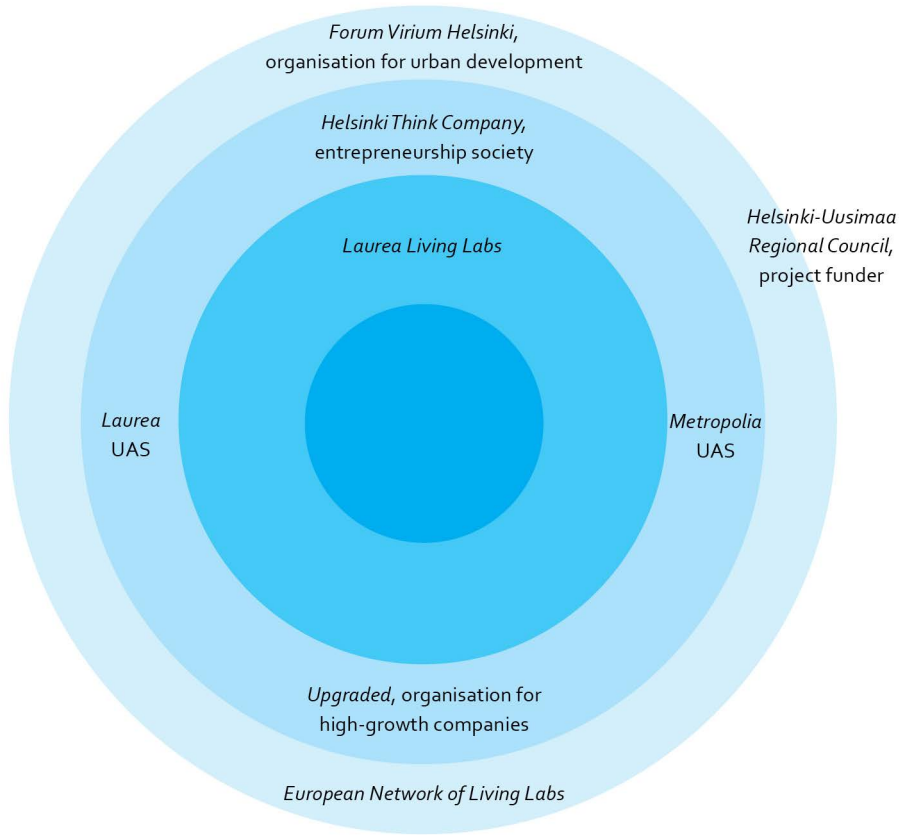 Forum Virium Helsinki,
organisation for urban development
Helsinki Think Company,
entrepreneurship society
Helsinki-Uusimaa
Regional Council,
project funder
Laurea Living Labs
Laurea
UAS
Metropolia
UAS
Upgraded, organisation for
high-growth companies
European Network of Living Labs